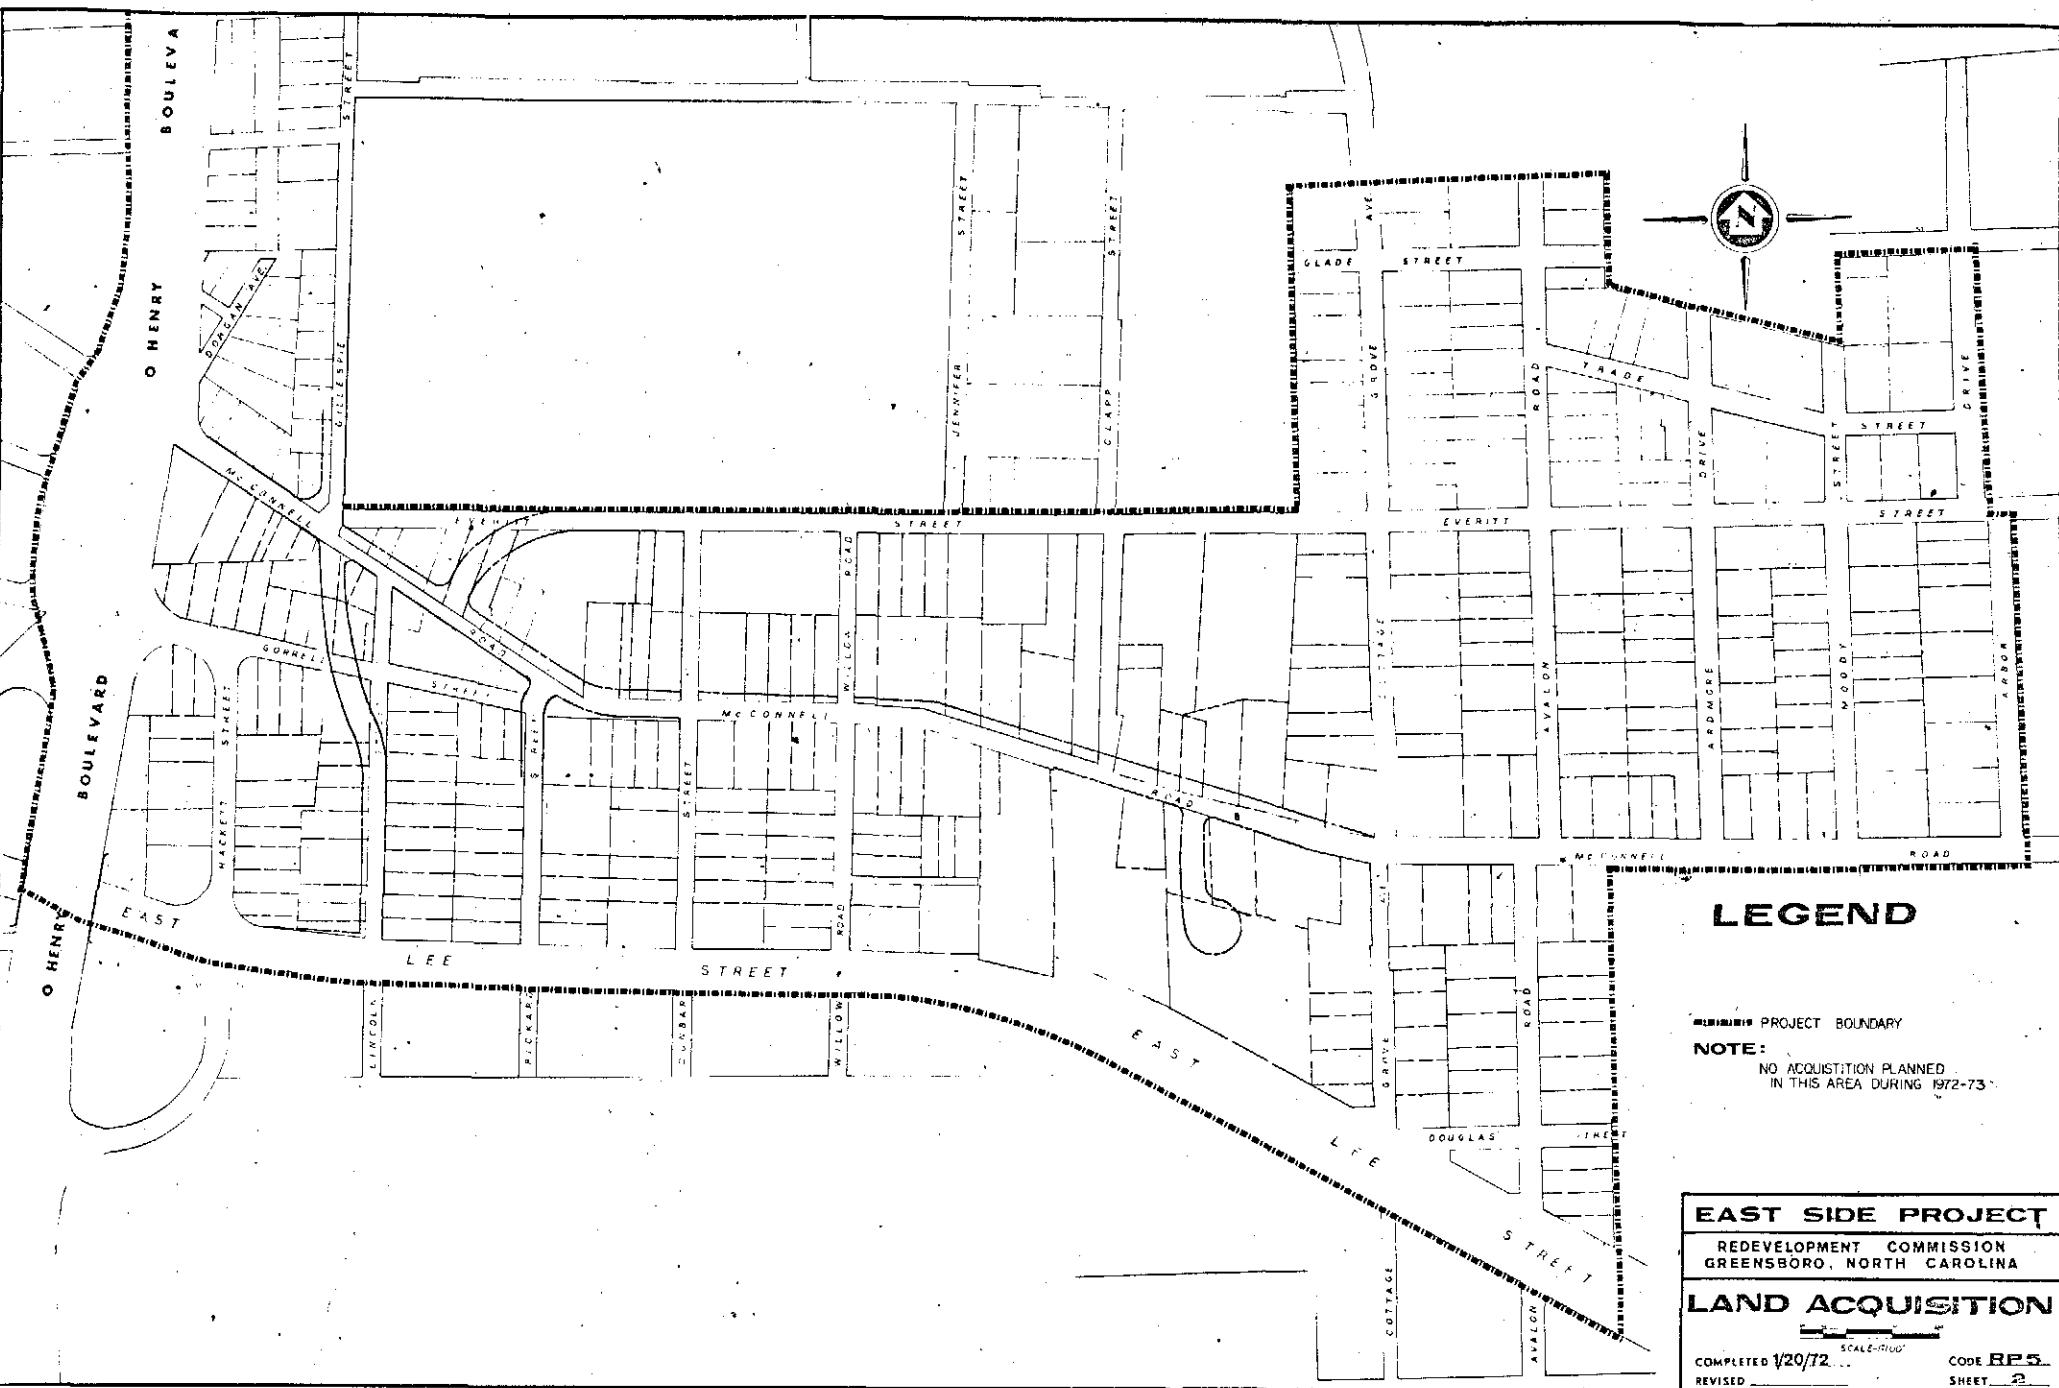 BOULEVA
STREET
O HENRY
DORGAN AVE.
GILLESPIE
STREET
JENNIFER
STREET
CLAPP
AVE
GROVE
GLADE STREET
ROAD
TRADE
STREET
DRIVE
STREET
DRIVE
N
McCONNELL
ROAD
EVERITT
STREET
EVERITT
STREET
ROAD
WILLOW
GORRELL
STREET
McCONNELL
ROAD
COTTAGE
AVALON
ARDMORE
MOODY
ARBOR
BOULEVARD
HACKETT STREET
STREET
STREET
McCONNELL
ROAD
O HENRY
EAST
LEE
STREET
ROAD
LINCOLN
DUNBAR
WILLOW
EAST
LEE
STREET
GROVE
ROAD
DOUGLAS
COTTAGE
AVALON
LEGEND
PROJECT BOUNDARY
NOTE:
NO ACQUISTITION PLANNED
IN THIS AREA DURING 1972-73
EAST SIDE PROJECT
REDEVELOPMENT COMMISSION
GREENSBORO, NORTH CAROLINA
LAND ACQUISITION
COMPLETED 1/20/72
CODE RP5
REVISED
SHEET 2